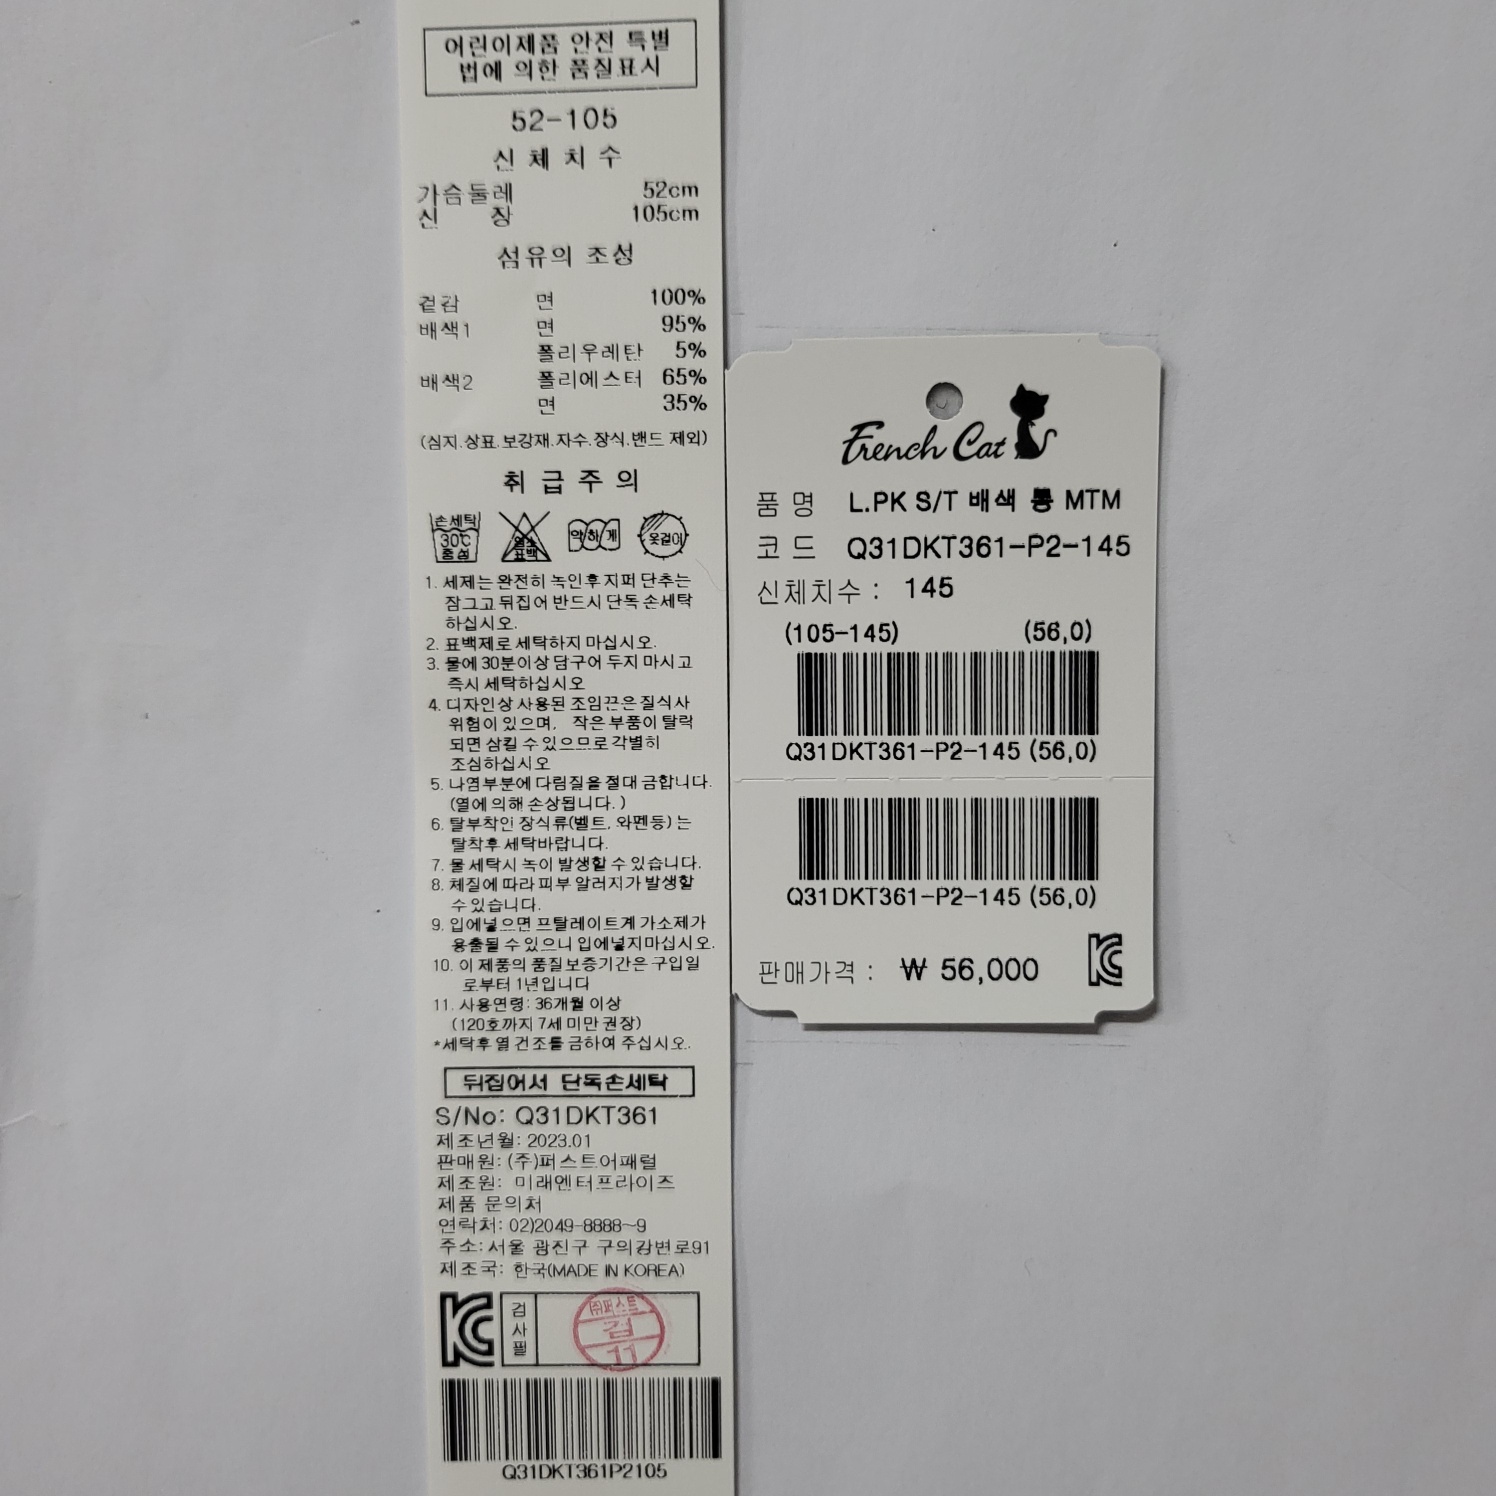 어린이제품 안전 특별
법에 의한 품질표시
52-105
신 체 치 수
가슴둘레 52cm
신 장 105cm
섬유의 조성
겉감 면 100%
배색1 면 95%
폴리우레탄 5%
배색2 폴리에스터 65%
면 35%
(심지.상표.보강재.자수.장식.밴드 제외)
취 급 주 의
손세탁 30℃ 중성
염소 표백
약하게
옷걸이
1. 세제는 완전히 녹인후 지퍼 단추는
잠그고 뒤집어 반드시 단독 손세탁
하십시오.
2. 표백제로 세탁하지 마십시오.
3. 물에 30분이상 담구어 두지 마시고
즉시 세탁하십시오
4. 디자인상 사용된 조임끈은 질식사
위험이 있으며, 작은 부품이 탈락
되면 삼킬 수 있으므로 각별히
조심하십시오
5. 나염부분에 다림질을 절대 금합니다.
(열에 의해 손상됩니다.)
6. 탈부착인 장식류(벨트, 와펜등) 는
탈착후 세탁바랍니다.
7. 물 세탁시 녹이 발생할 수 있습니다.
8. 체질에 따라 피부 알러지가 발생할
수 있습니다.
9. 입에넣으면 프탈레이트계 가소제가
용출될 수 있으니 입에넣지마십시오.
10. 이 제품의 품질보증기간은 구입일
로부터 1년입니다
11. 사용연령: 36개월 이상
(120호까지 7세 미만 권장)
*세탁후 열 건조를 금하여 주십시오.
뒤집어서 단독손세탁
S/No: Q31DKT361
제조년월: 2023.01
판매원: (주)퍼스트어패럴
제조원: 미래엔터프라이즈
제품 문의처
연락처: 02)2049-8888~9
주소: 서울 광진구 구의강변로91
제조국: 한국(MADE IN KOREA)
KC 검사필
㈜퍼스트
검
11
Q31DKT361P2105
French Cat
품 명 L.PK S/T 배색 통 MTM
코 드 Q31DKT361-P2-145
신체치수 : 145
(105-145) (56,0)
Q31DKT361-P2-145 (56,0)
Q31DKT361-P2-145 (56,0)
판매가격 : ₩ 56,000 KC